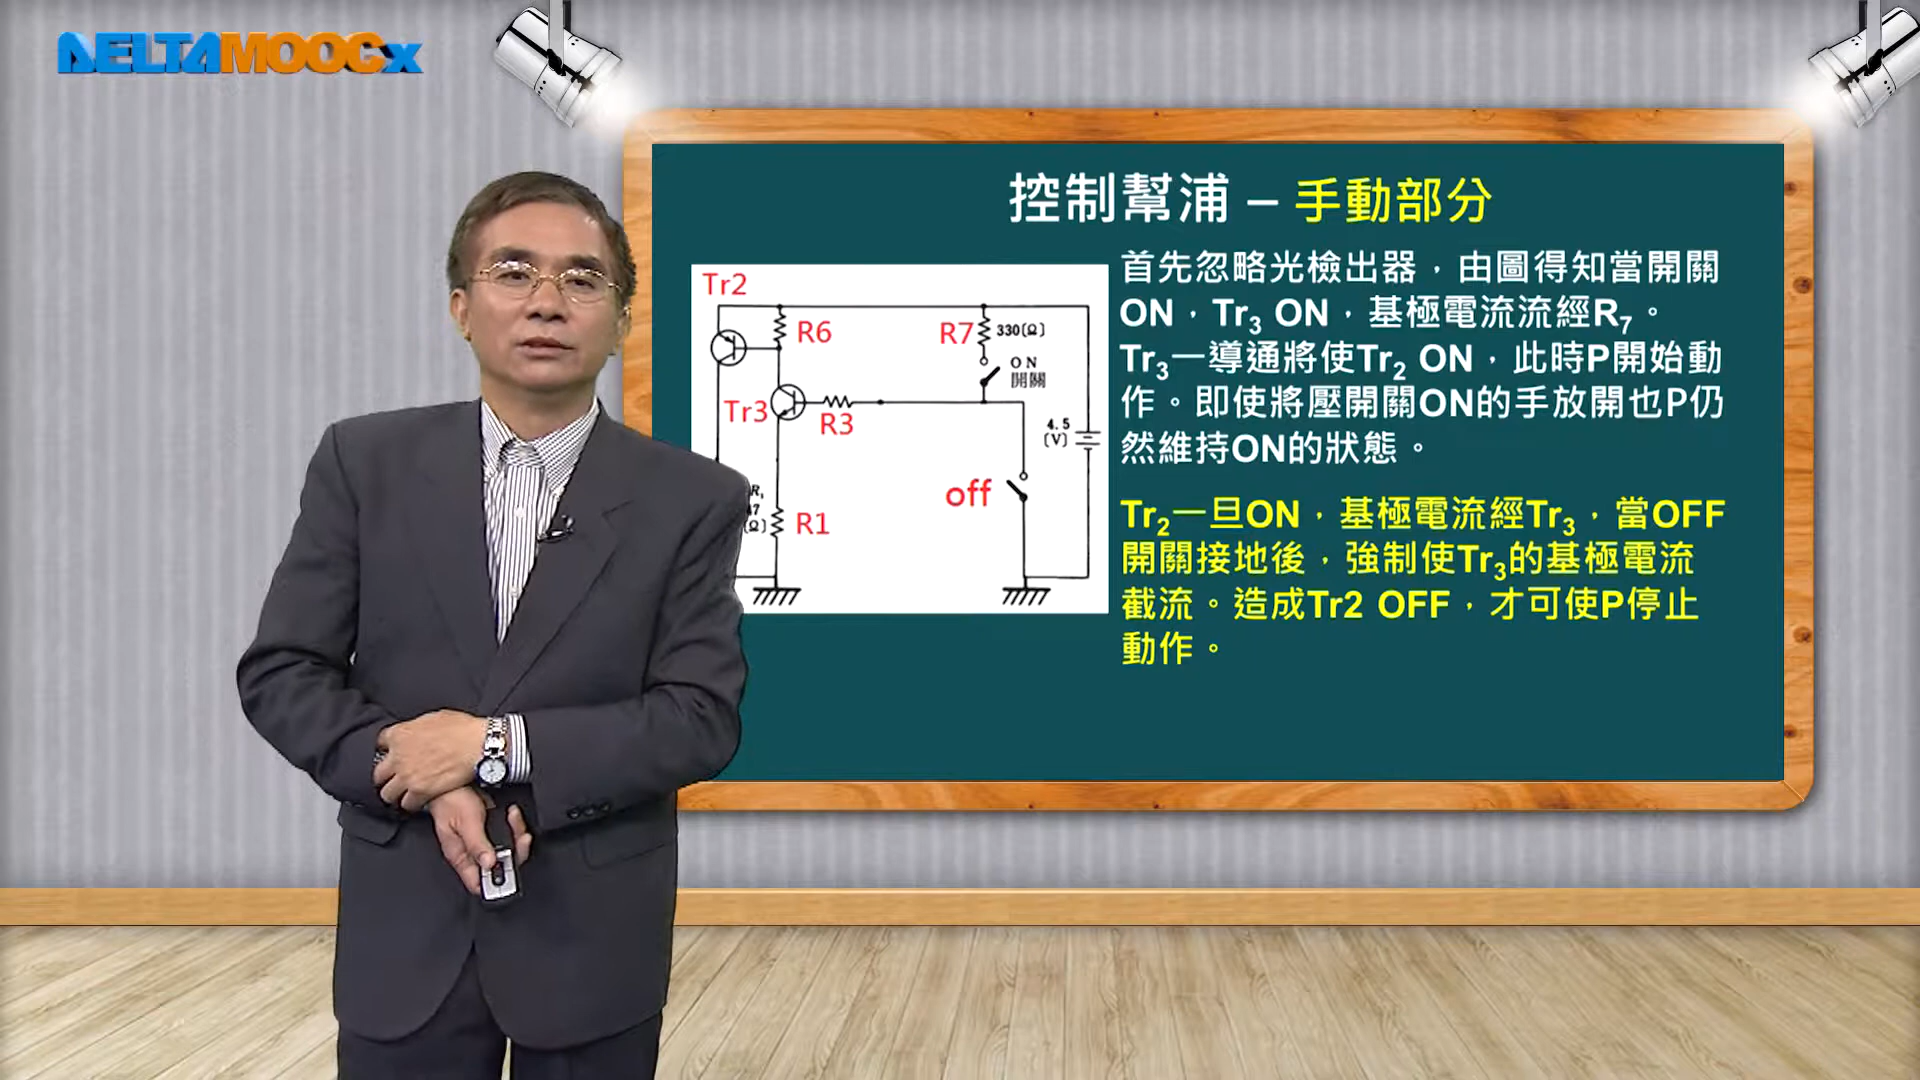 DELTAMOOCx
控制幫浦 – 手動部分
首先忽略光檢出器，由圖得知當開關
ON，Tr3 ON，基極電流流經R7。
Tr3一導通將使Tr2 ON，此時P開始動
作。即使將壓開關ON的手放開也P仍
然維持ON的狀態。
Tr2一旦ON，基極電流經Tr3，當OFF
開關接地後，強制使Tr3的基極電流
截流。造成Tr2 OFF，才可使P停止
動作。
Tr2
R6
R7 330(Ω)
ON
開關
Tr3
R3
4.5
(V)
off
R,
7
(Ω)
R1